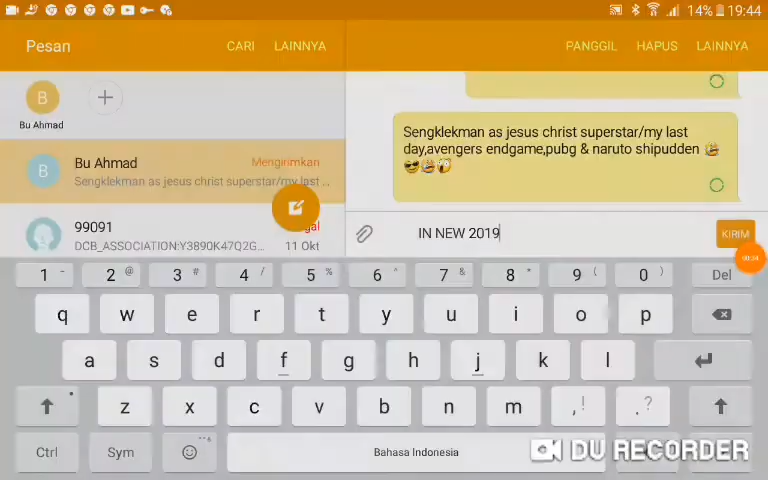 14% 19:44
Pesan CARI LAINNYA PANGGIL HAPUS LAINNYA
B
Bu Ahmad
B Bu Ahmad Mengirimkan
Sengklekman as jesus christ superstar/my last ...
99091
DCB_ASSOCIATION:Y3890K47Q2G... 11 Okt
Sengklekman as jesus christ superstar/my last
day,avengers endgame,pubg & naruto shipudden
IN NEW 2019 KIRIM
1 - 2 @ 3 # 4 / 5 % 6 ^ 7 & 8 * 9 ( 0 ) Del
q w e r t y u i o p
a s d f g h j k l
z x c v b n m , ! . ?
Ctrl Sym Bahasa Indonesia
DU RECORDER